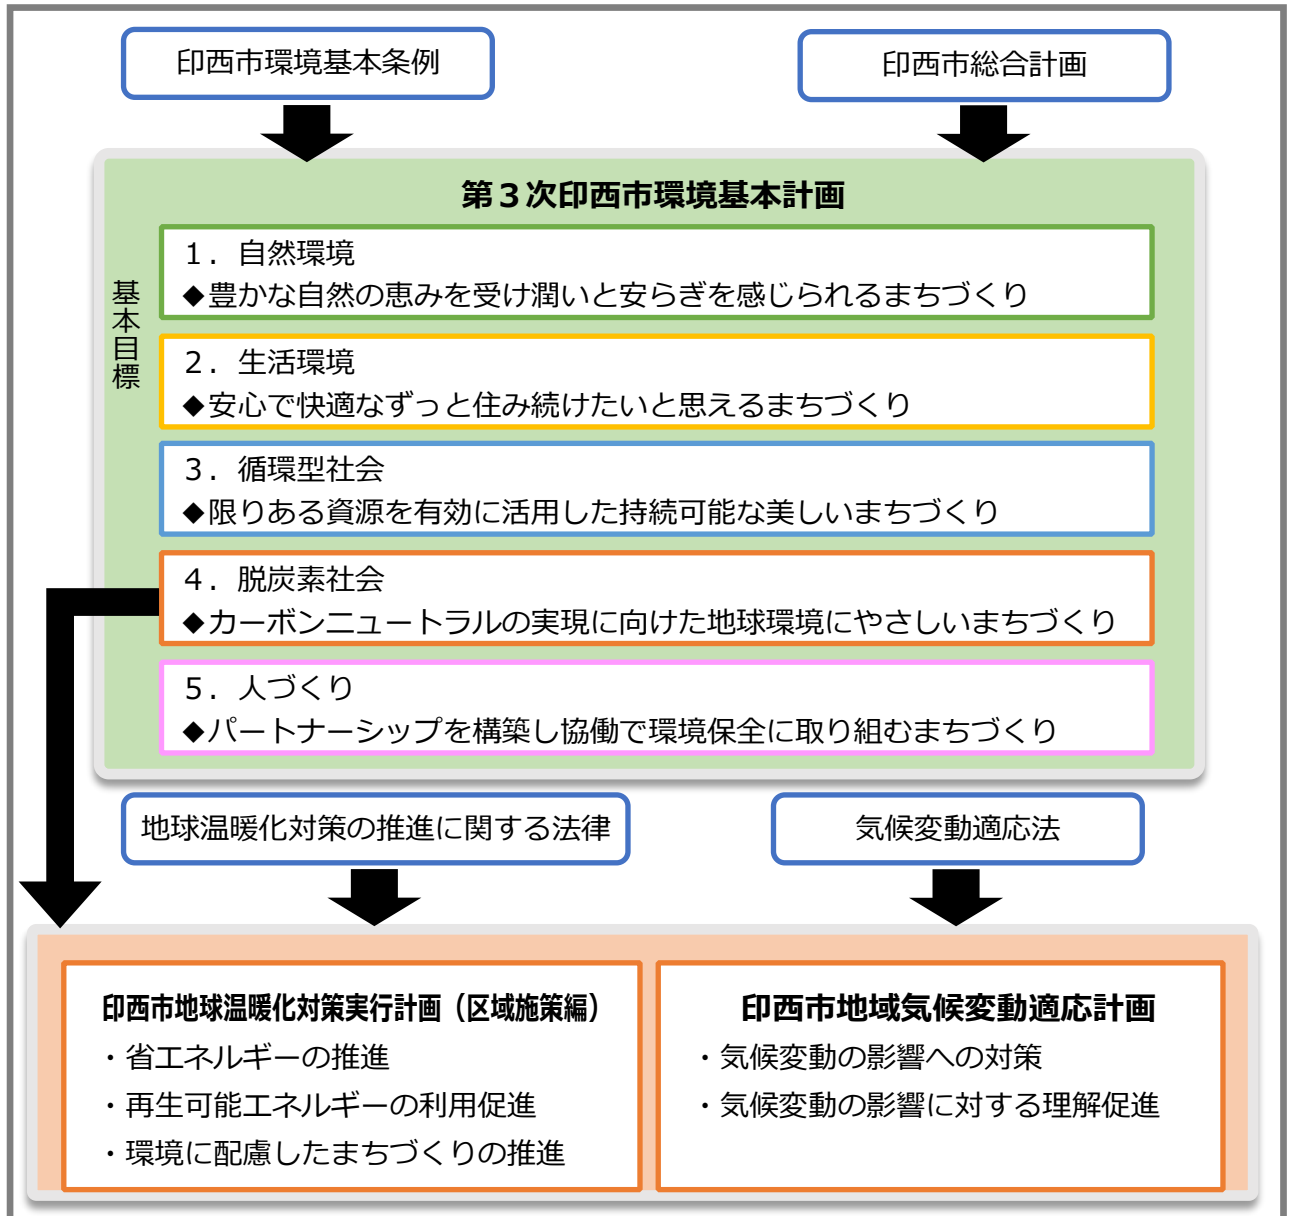 印西市環境基本条例
印西市総合計画
第3次印西市環境基本計画
基本目標
1．自然環境
◆豊かな自然の恵みを受け潤いと安らぎを感じられるまちづくり
2．生活環境
◆安心で快適なずっと住み続けたいと思えるまちづくり
3．循環型社会
◆限りある資源を有効に活用した持続可能な美しいまちづくり
4．脱炭素社会
◆カーボンニュートラルの実現に向けた地球環境にやさしいまちづくり
5．人づくり
◆パートナーシップを構築し協働で環境保全に取り組むまちづくり
地球温暖化対策の推進に関する法律
気候変動適応法
印西市地球温暖化対策実行計画（区域施策編）
・省エネルギーの推進
・再生可能エネルギーの利用促進
・環境に配慮したまちづくりの推進
印西市地域気候変動適応計画
・気候変動の影響への対策
・気候変動の影響に対する理解促進